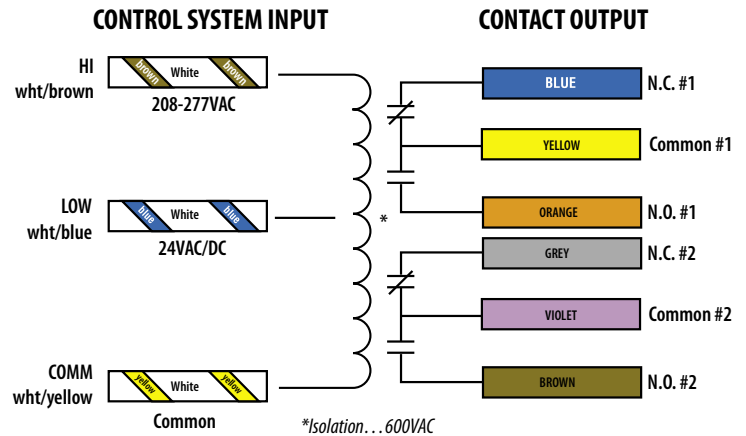 CONTROL SYSTEM INPUT
CONTACT OUTPUT
HI
wht/brown
brown White brown
208-277VAC
LOW
wht/blue
blue White blue
24VAC/DC
COMM
wht/yellow
yellow White yellow
Common
*
*Isolation...600VAC
BLUE N.C. #1
YELLOW Common #1
ORANGE N.O. #1
GREY N.C. #2
VIOLET Common #2
BROWN N.O. #2